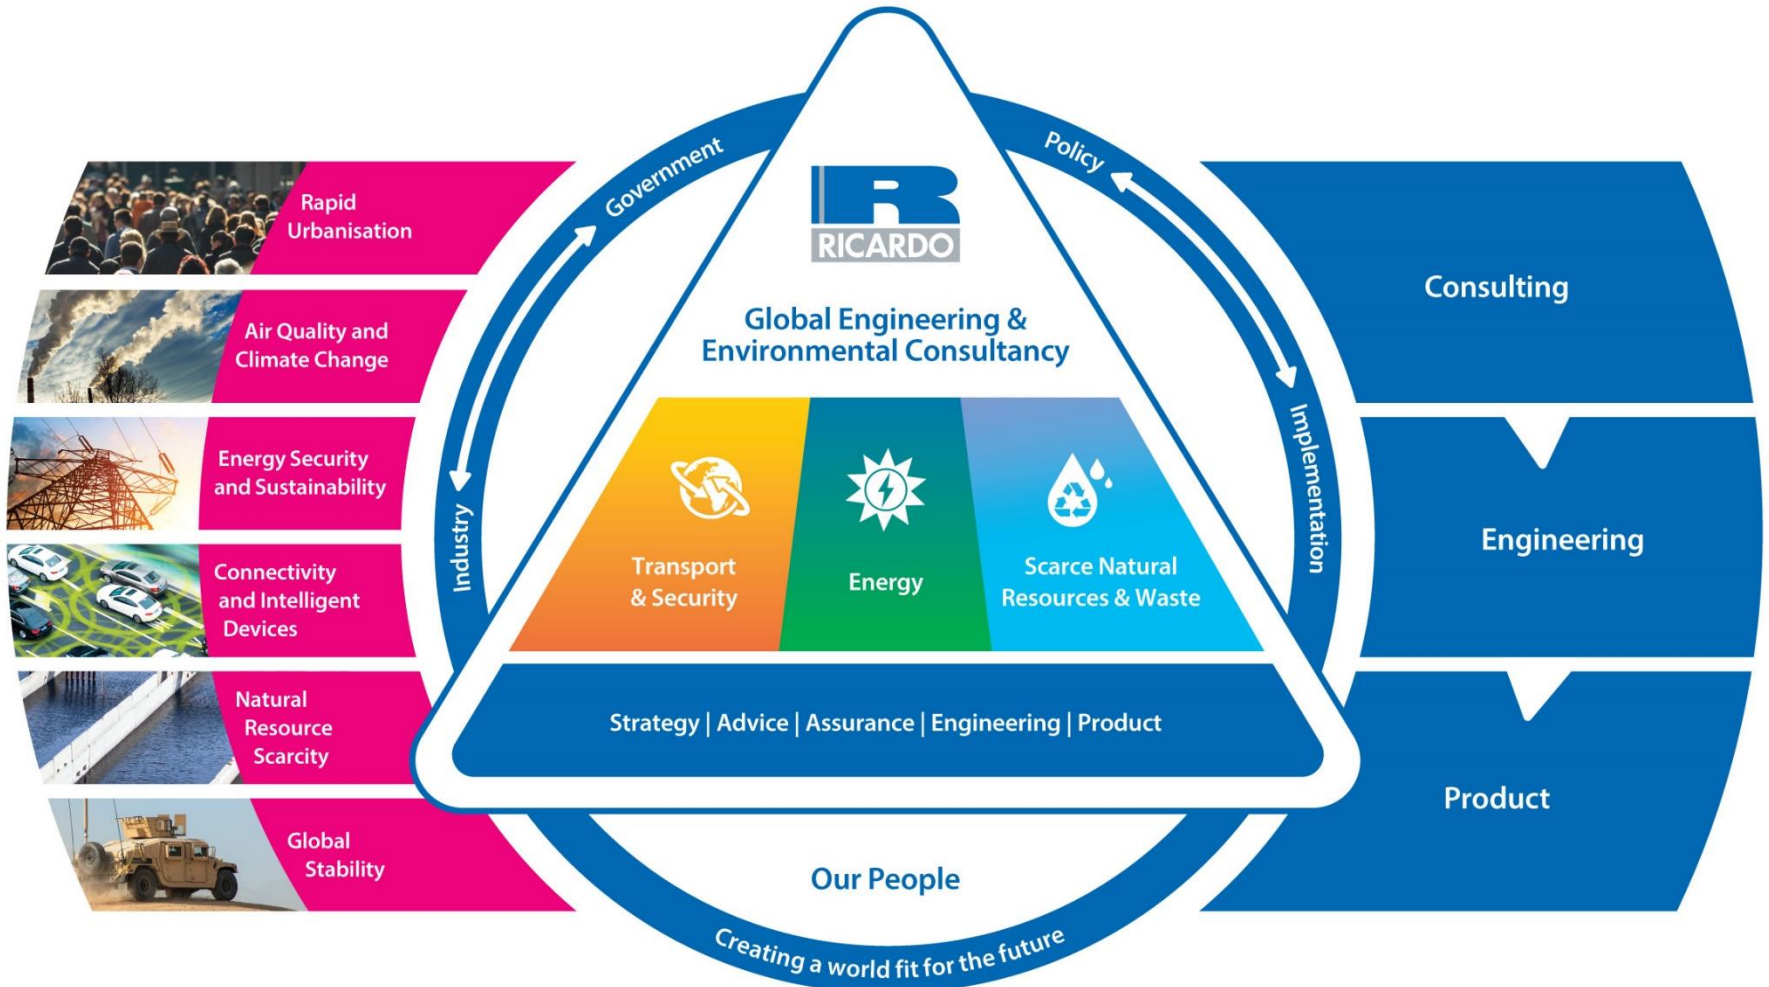 Rapid
Urbanisation
Air Quality and
Climate Change
Energy Security
and Sustainability
Connectivity
and Intelligent
Devices
Natural
Resource
Scarcity
Global
Stability
Government
Industry
Policy
Implementation
R
RICARDO
Global Engineering &
Environmental Consultancy
Transport
& Security
Energy
Scarce Natural
Resources & Waste
Strategy | Advice | Assurance | Engineering | Product
Our People
Creating a world fit for the future
Consulting
Engineering
Product